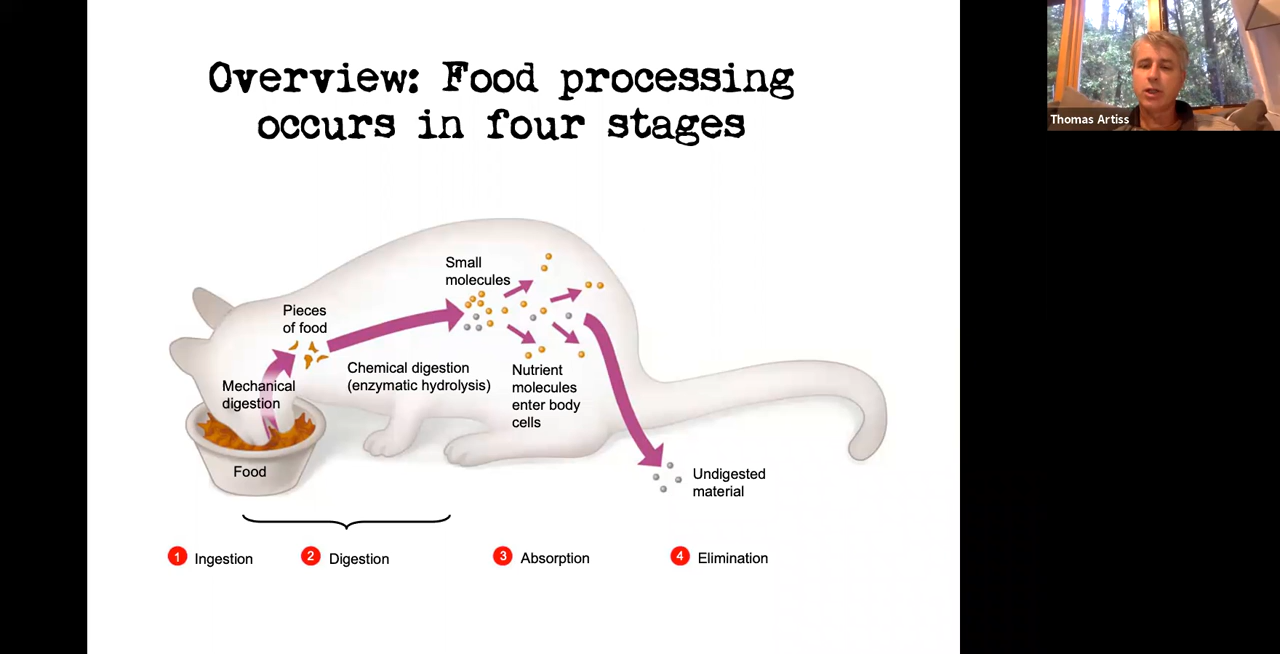 Overview: Food processing
occurs in four stages
Thomas Artiss
Small
molecules
Pieces
of food
Chemical digestion
(enzymatic hydrolysis)
Mechanical
digestion
Nutrient
molecules
enter body
cells
Food
Undigested
material
1 Ingestion
2 Digestion
3 Absorption
4 Elimination